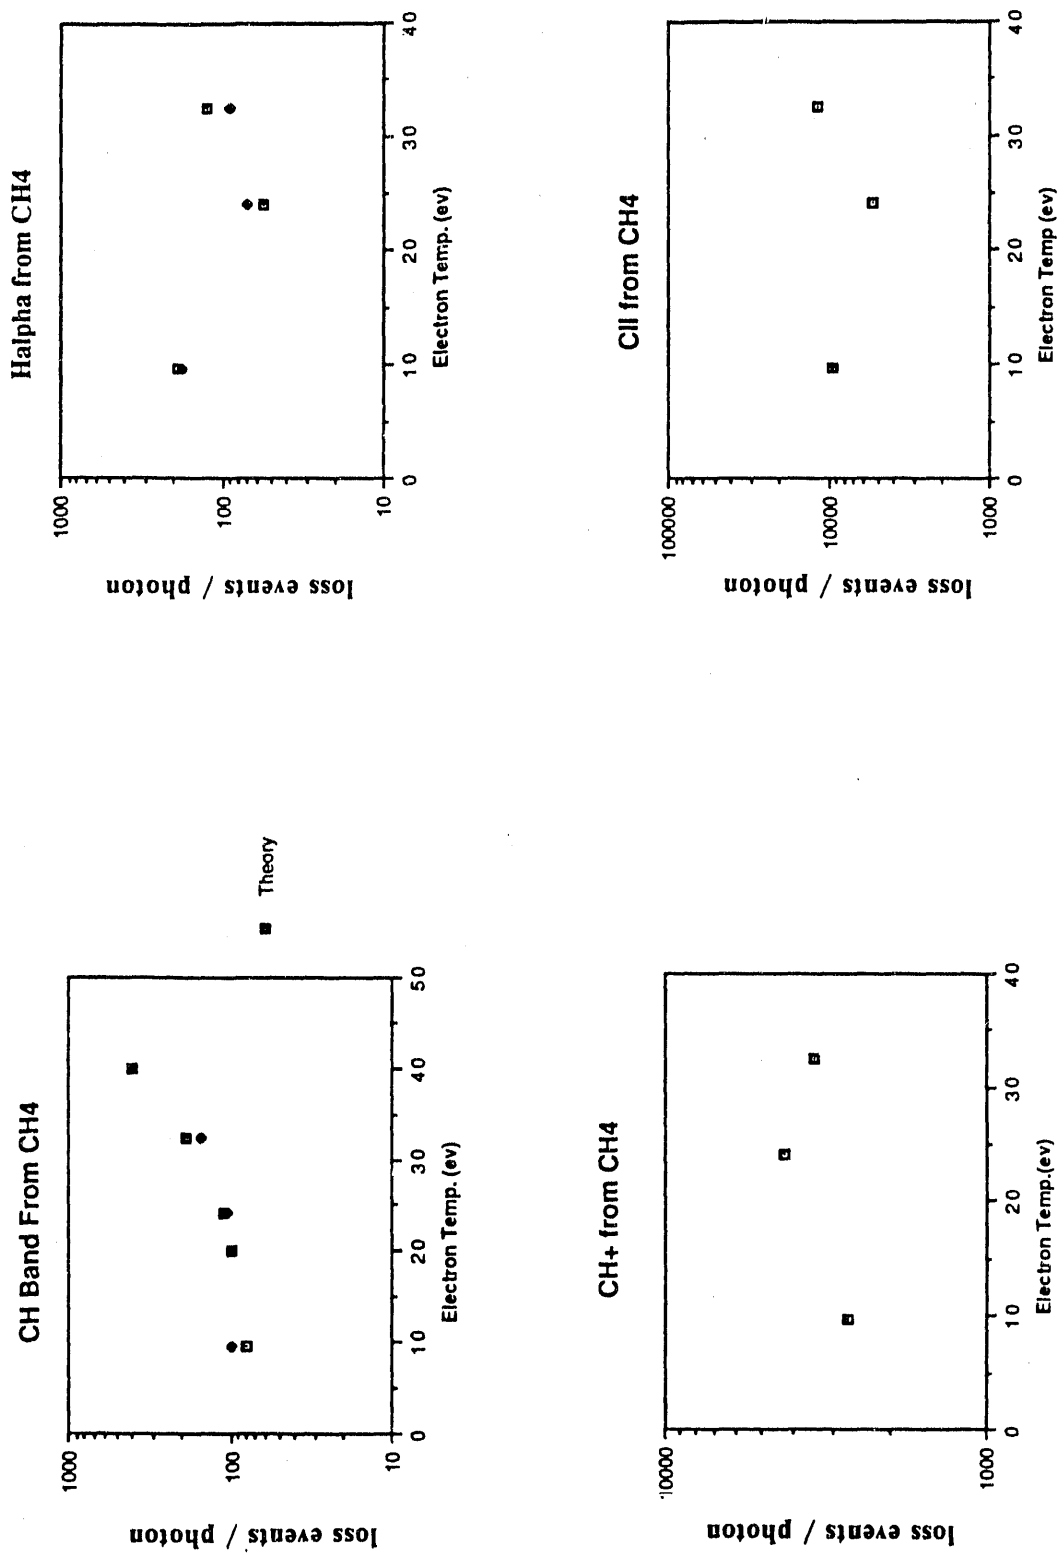 CH Band From CH4
loss events / photon
1000
100
10
0
10
20
30
40
50
Electron Temp.(ev)
Theory
Halpha from CH4
loss events / photon
1000
100
10
0
10
20
30
40
Electron Temp.(ev)
CH+ from CH4
loss events / photon
10000
1000
0
10
20
30
40
Electron Temp.(ev)
CII from CH4
loss events / photon
100000
10000
1000
0
10
20
30
40
Electron Temp (ev)